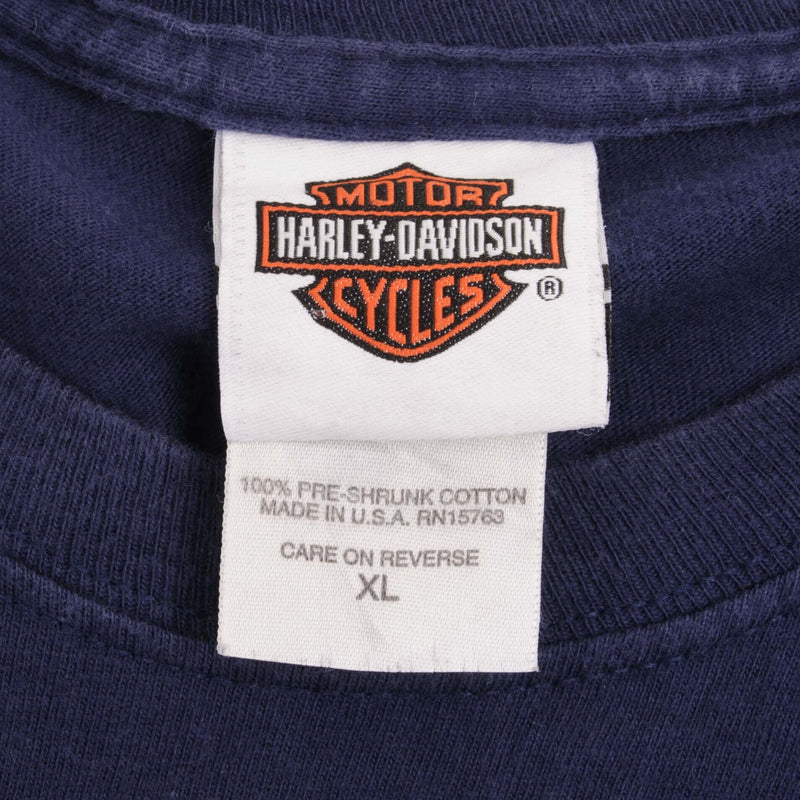 MOTOR
HARLEY-DAVIDSON
CYCLES ®
100% PRE-SHRUNK COTTON
MADE IN U.S.A. RN15763
CARE ON REVERSE
XL